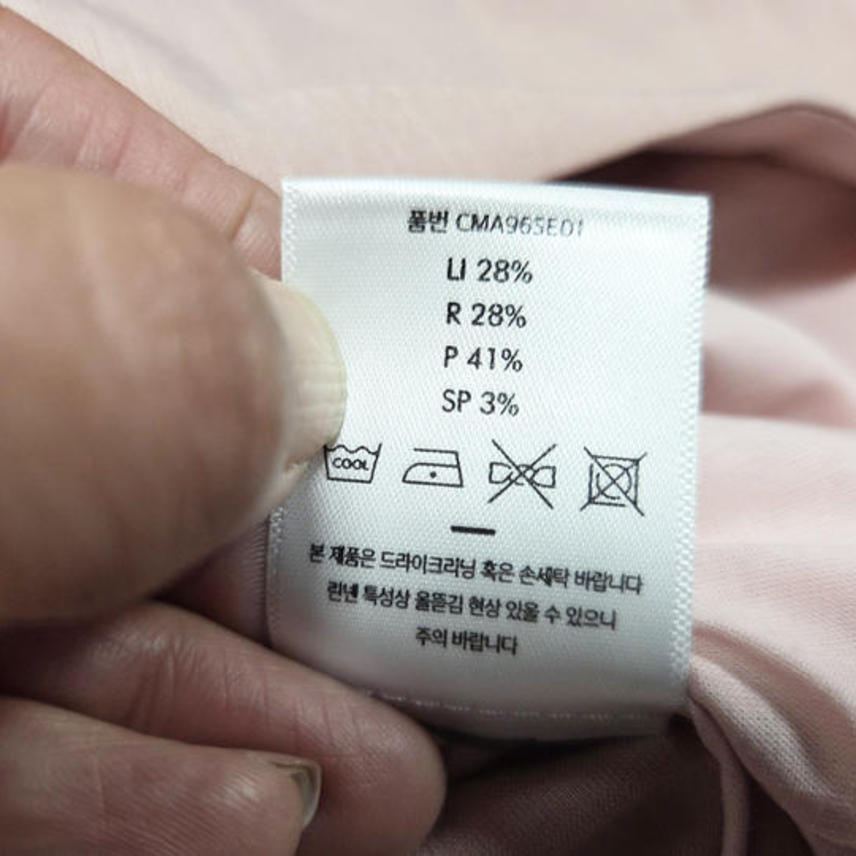 품번 CMA96SE01
LI 28%
R 28%
P 41%
SP 3%
COOL
본 제품은 드라이크리닝 혹은 손세탁 바랍니다
린넨 특성상 올뜯김 현상 있을 수 있으니
주의 바랍니다